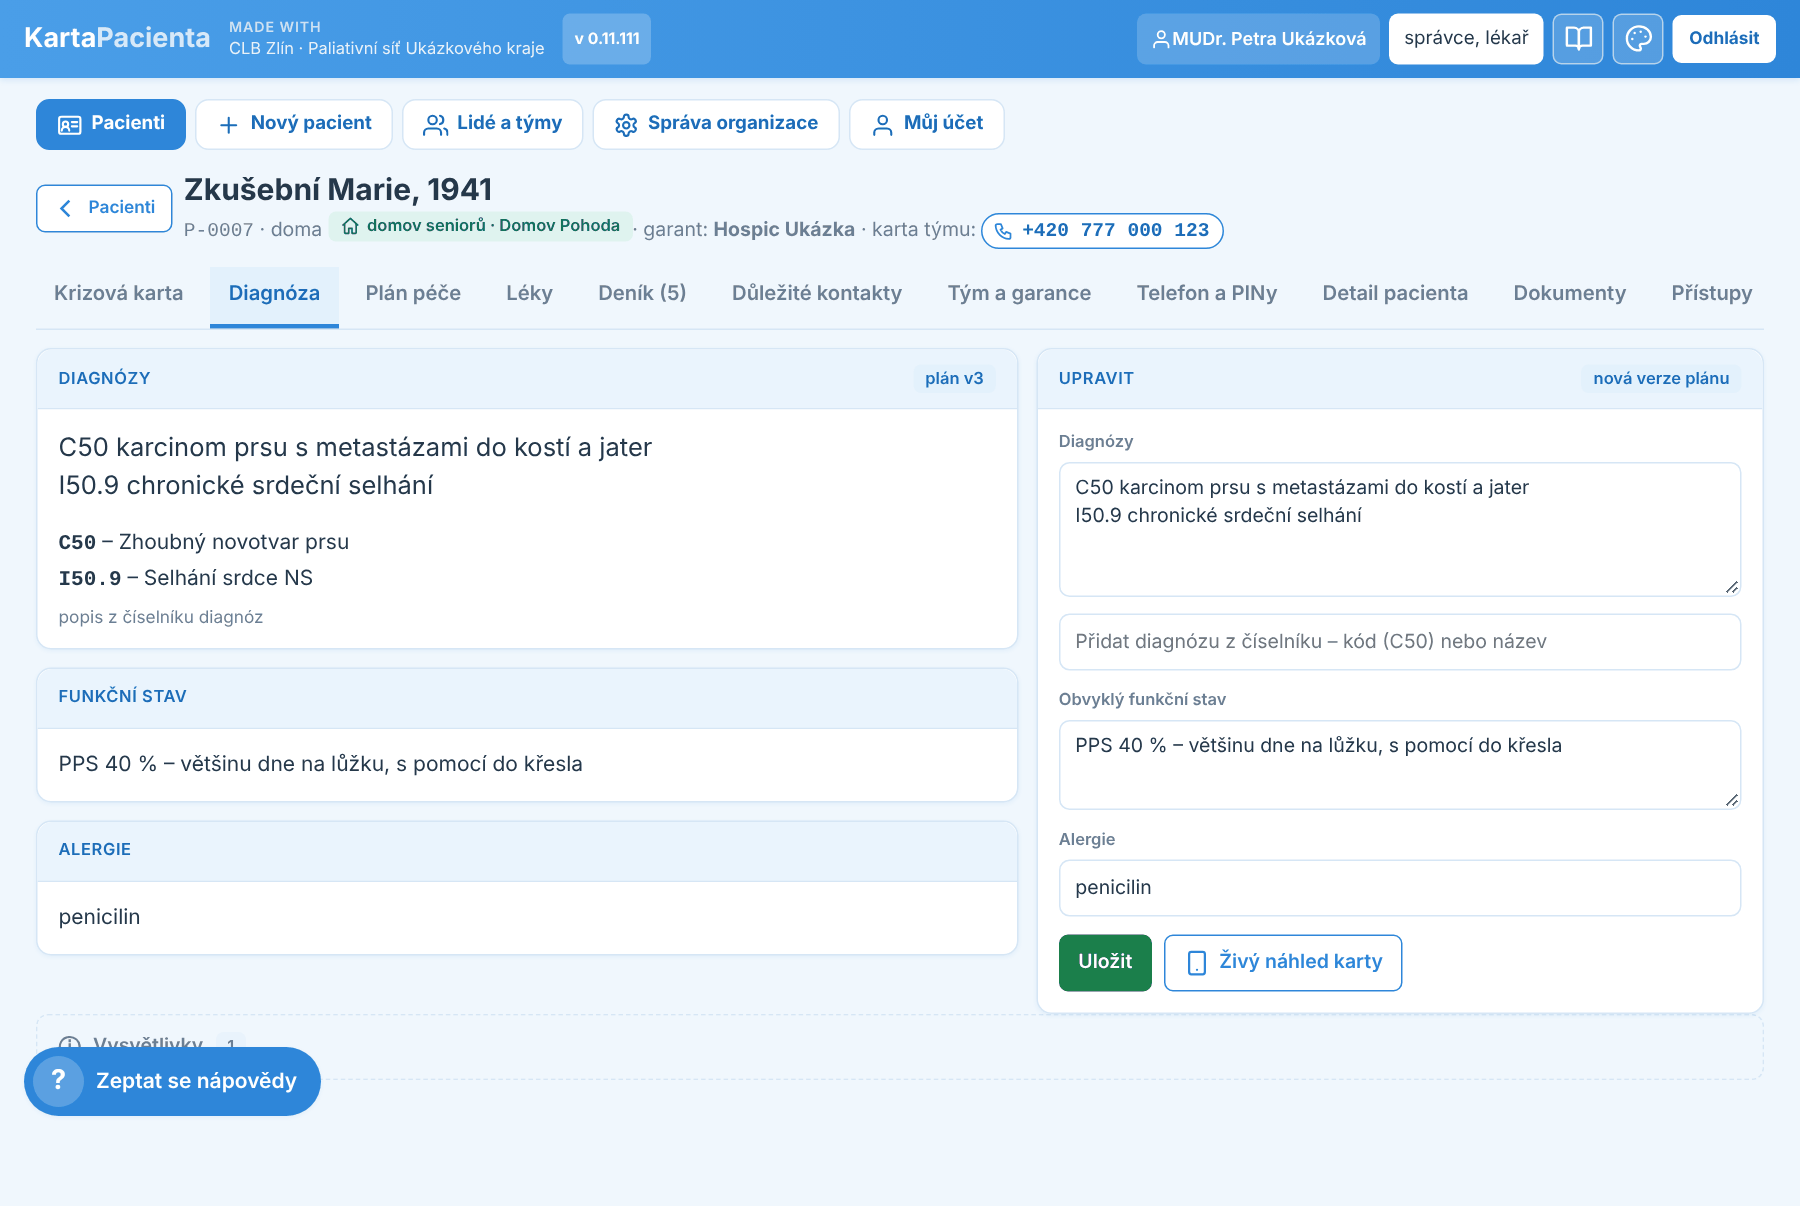 KartaPacienta
MADE WITH
CLB Zlín · Paliativní síť Ukázkového kraje
v 0.11.111
MUDr. Petra Ukázková
správce, lékař
Odhlásit
Pacienti
Nový pacient
Lidé a týmy
Správa organizace
Můj účet
Pacienti
Zkušební Marie, 1941
P-0007 · doma domov seniorů · Domov Pohoda · garant: Hospic Ukázka · karta týmu: +420 777 000 123
Krizová karta
Diagnóza
Plán péče
Léky
Deník (5)
Důležité kontakty
Tým a garance
Telefon a PINy
Detail pacienta
Dokumenty
Přístupy
DIAGNÓZY
plán v3
C50 karcinom prsu s metastázami do kostí a jater
I50.9 chronické srdeční selhání
C50 – Zhoubný novotvar prsu
I50.9 – Selhání srdce NS
popis z číselníku diagnóz
FUNKČNÍ STAV
PPS 40 % – většinu dne na lůžku, s pomocí do křesla
ALERGIE
penicilin
UPRAVIT
nová verze plánu
Diagnózy
C50 karcinom prsu s metastázami do kostí a jater
I50.9 chronické srdeční selhání
Přidat diagnózu z číselníku – kód (C50) nebo název
Obvyklý funkční stav
PPS 40 % – většinu dne na lůžku, s pomocí do křesla
Alergie
penicilin
Uložit
Živý náhled karty
Vysvětlivky 1
? Zeptat se nápovědy